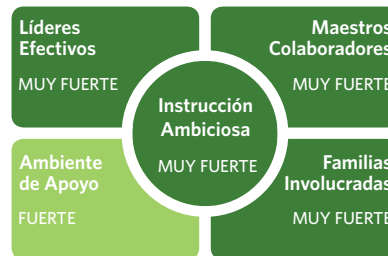 Líderes
Efectivos
MUY FUERTE
Maestros
Colaboradores
MUY FUERTE
Instrucción
Ambiciosa
MUY FUERTE
Ambiente
de Apoyo
FUERTE
Familias
Involucradas
MUY FUERTE